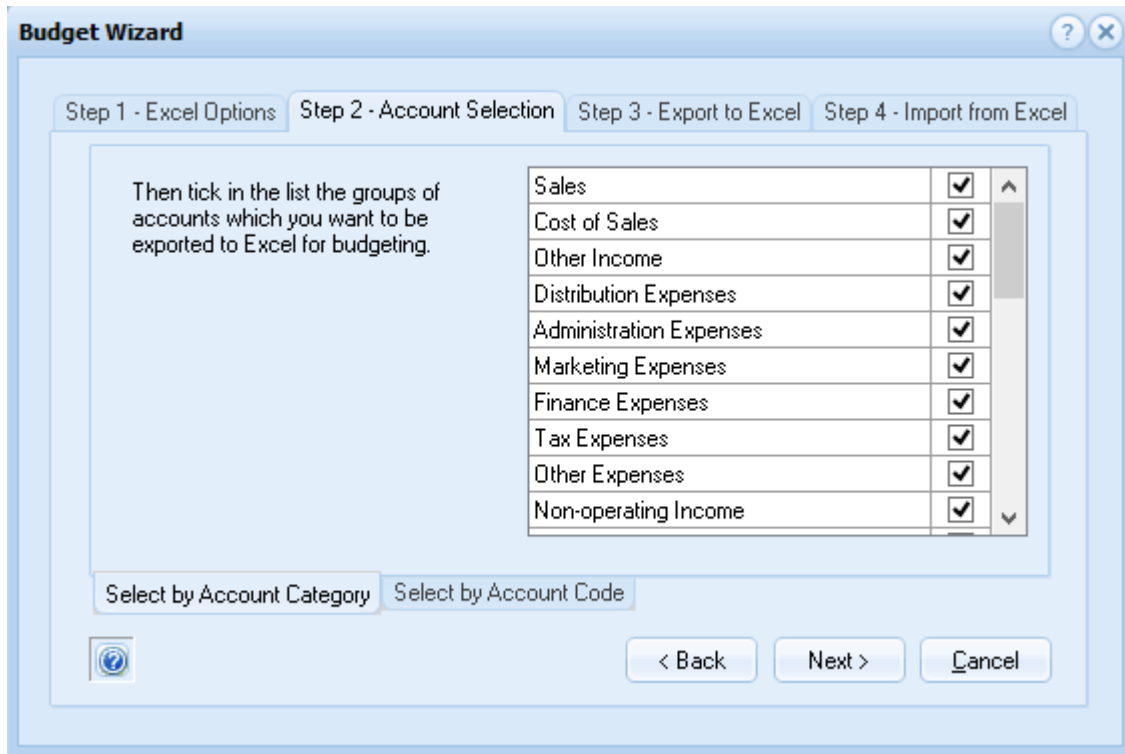 Budget Wizard
?
Step 1 - Excel Options
Step 2 - Account Selection
Step 3 - Export to Excel
Step 4 - Import from Excel
Then tick in the list the groups of
accounts which you want to be
exported to Excel for budgeting.
Sales
Cost of Sales
Other Income
Distribution Expenses
Administration Expenses
Marketing Expenses
Finance Expenses
Tax Expenses
Other Expenses
Non-operating Income
Select by Account Category
Select by Account Code
?
< Back
Next >
Cancel